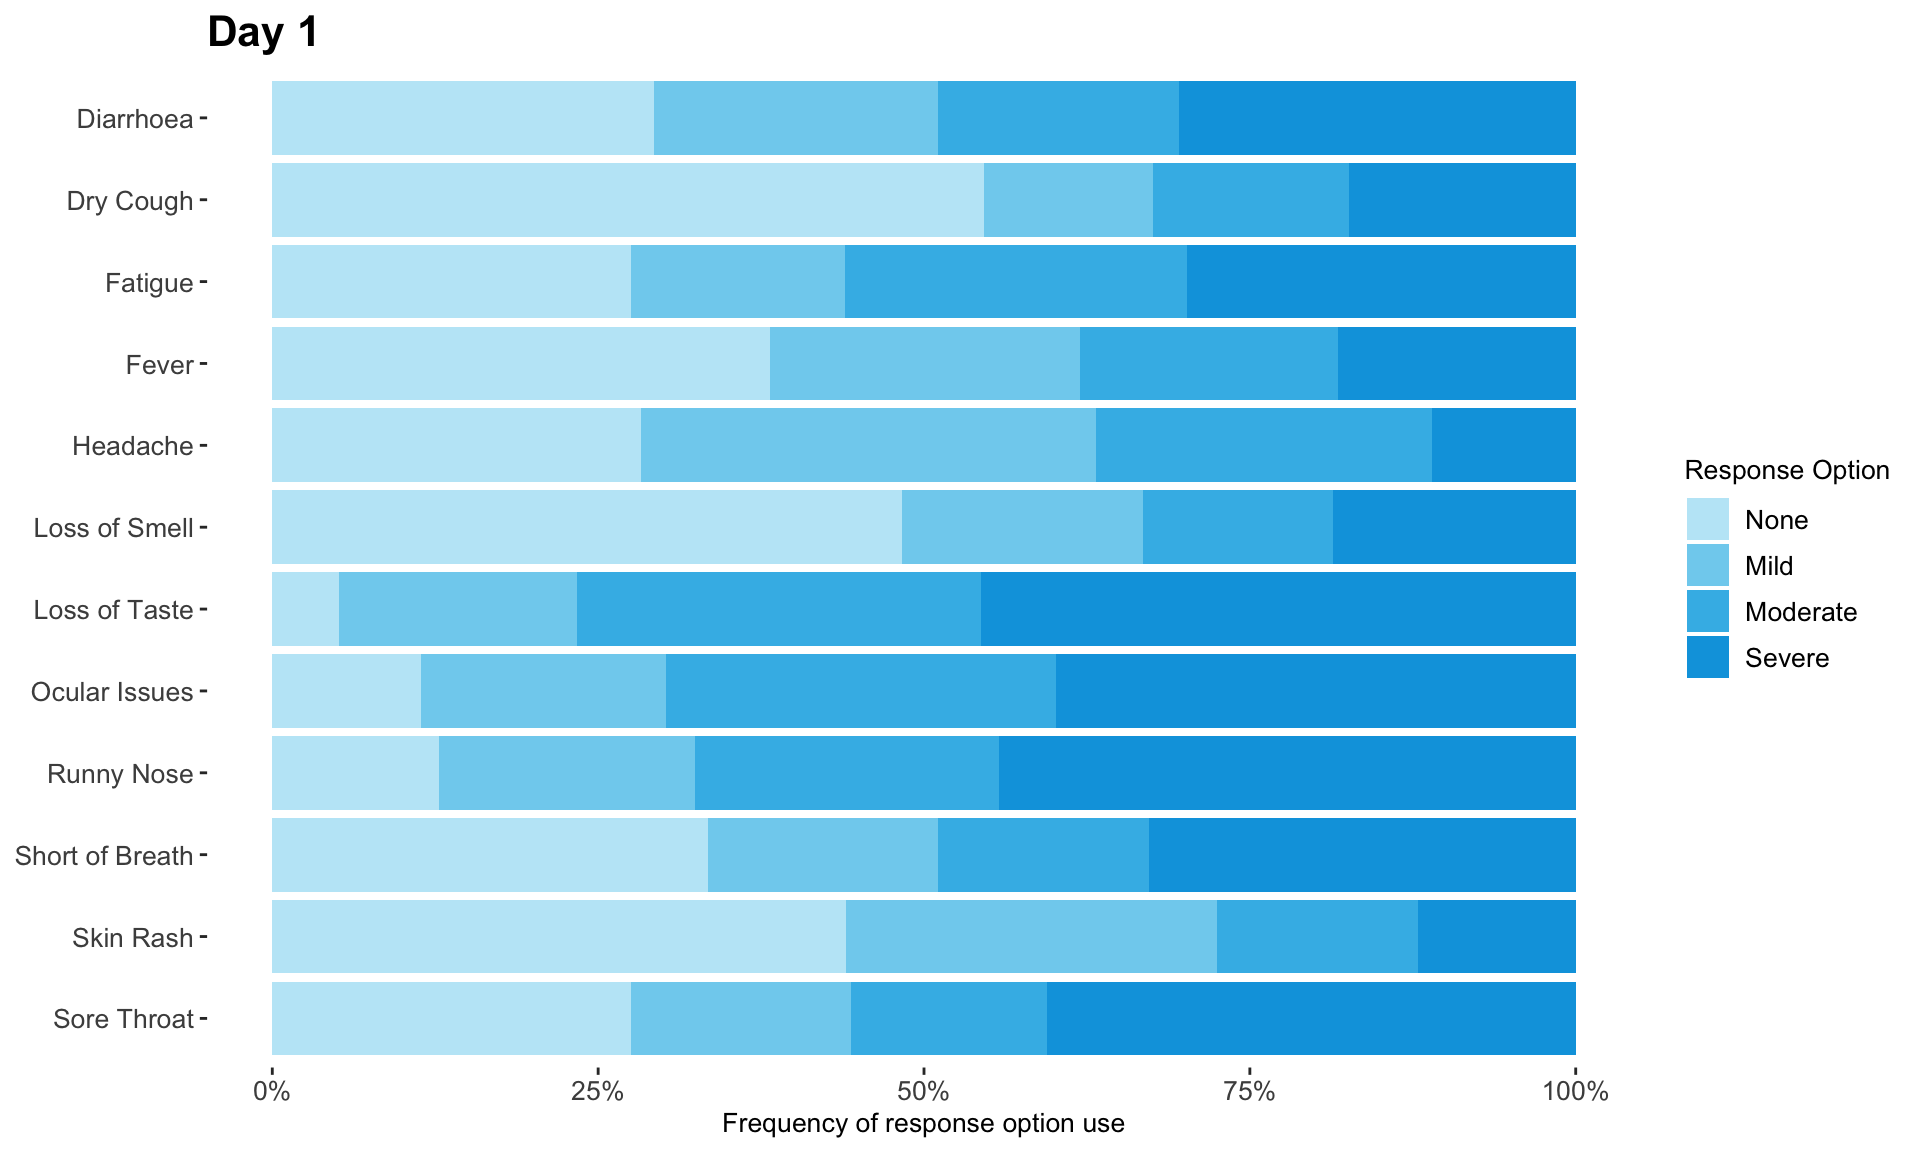 Day 1
Diarrhoea
Dry Cough
Fatigue
Fever
Headache
Loss of Smell
Loss of Taste
Ocular Issues
Runny Nose
Short of Breath
Skin Rash
Sore Throat
0% 25% 50% 75% 100%
Frequency of response option use
Response Option
None
Mild
Moderate
Severe